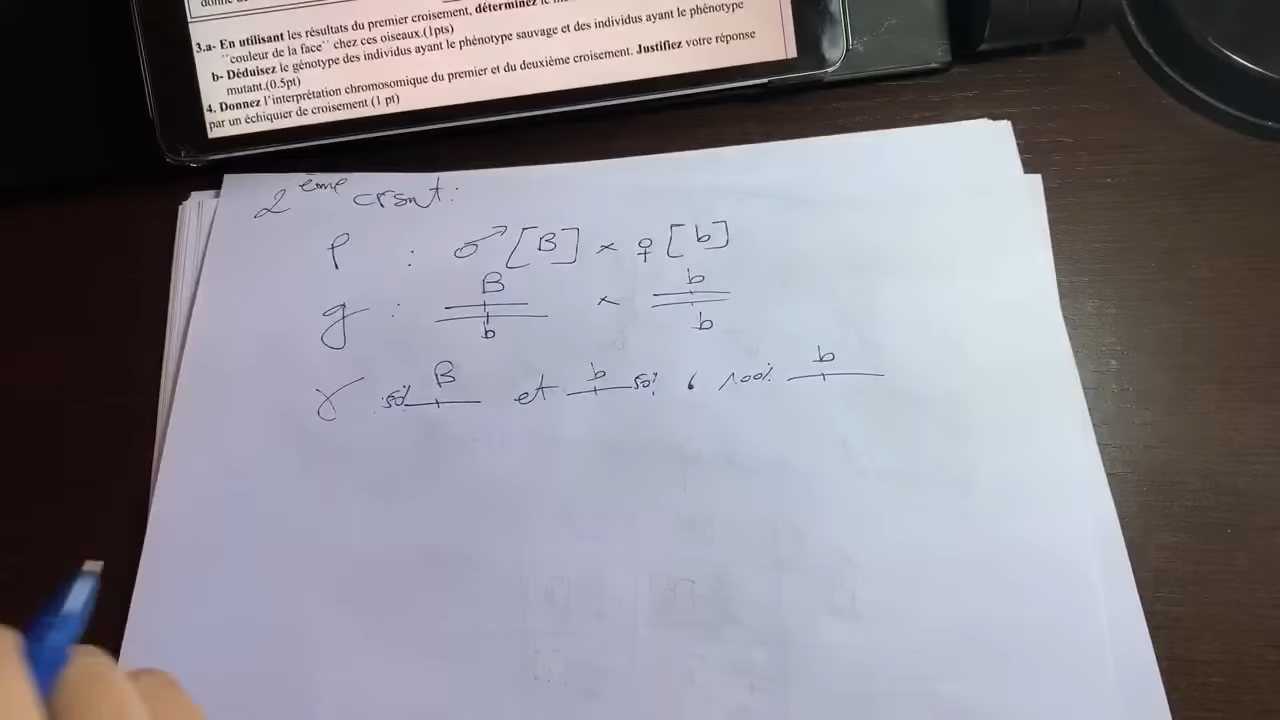 3.a- En utilisant les résultats du premier croisement, déterminez le
"couleur de la face" chez ces oiseaux.(1pts)
b- Déduisez le génotype des individus ayant le phénotype sauvage et des individus ayant le phénotype
mutant.(0.5pt)
4. Donnez l'interprétation chromosomique du premier et du deuxième croisement. Justifiez votre réponse
par un échiquier de croisement (1 pt)
2ème crsnt:
P : ♂ [B] × ♀ [b]
g : B b × b b
γ 50% B et b 50% , 100% b